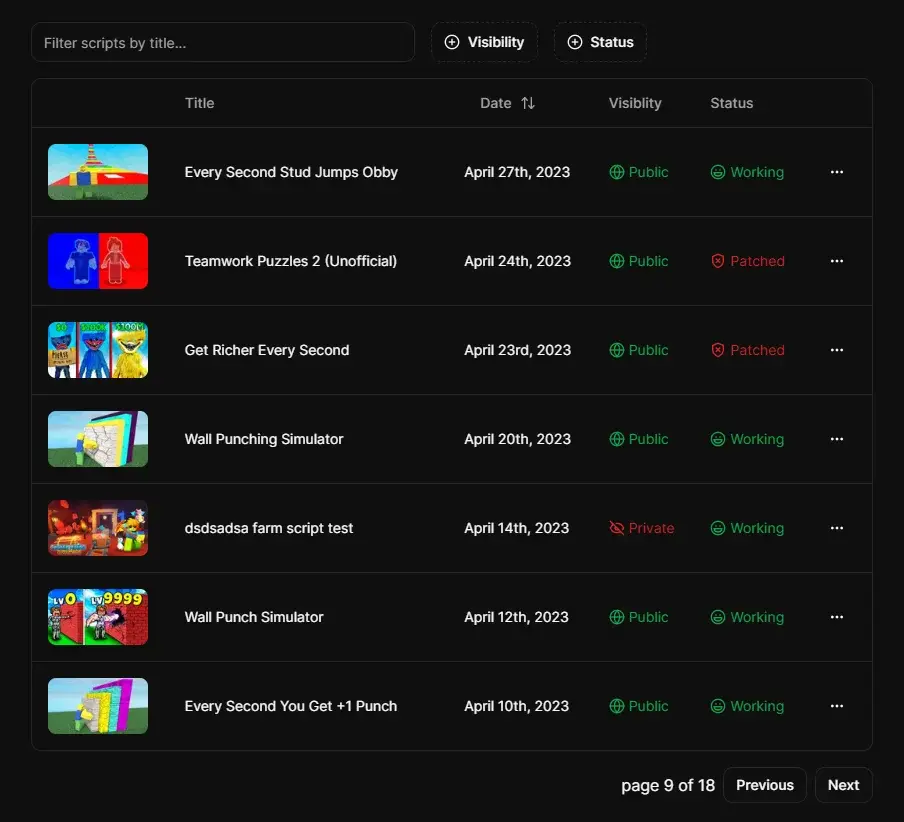 Filter scripts by title...
Visibility
Status
Title Date Visiblity Status
Every Second Stud Jumps Obby April 27th, 2023 Public Working
Teamwork Puzzles 2 (Unofficial) April 24th, 2023 Public Patched
$0 $100M
Get Richer Every Second April 23rd, 2023 Public Patched
Wall Punching Simulator April 20th, 2023 Public Working
dsdsadsa farm script test April 14th, 2023 Private Working
LV 0 LV 9999
Wall Punch Simulator April 12th, 2023 Public Working
Every Second You Get +1 Punch April 10th, 2023 Public Working
page 9 of 18 Previous Next